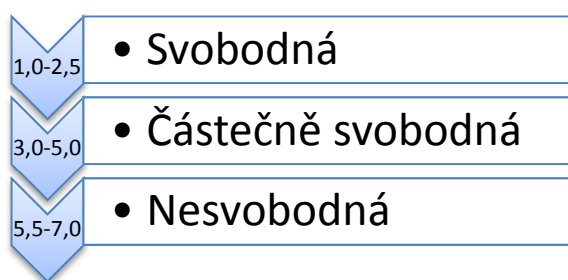 1,0-2,5
• Svobodná
3,0-5,0
• Částečně svobodná
5,5-7,0
• Nesvobodná